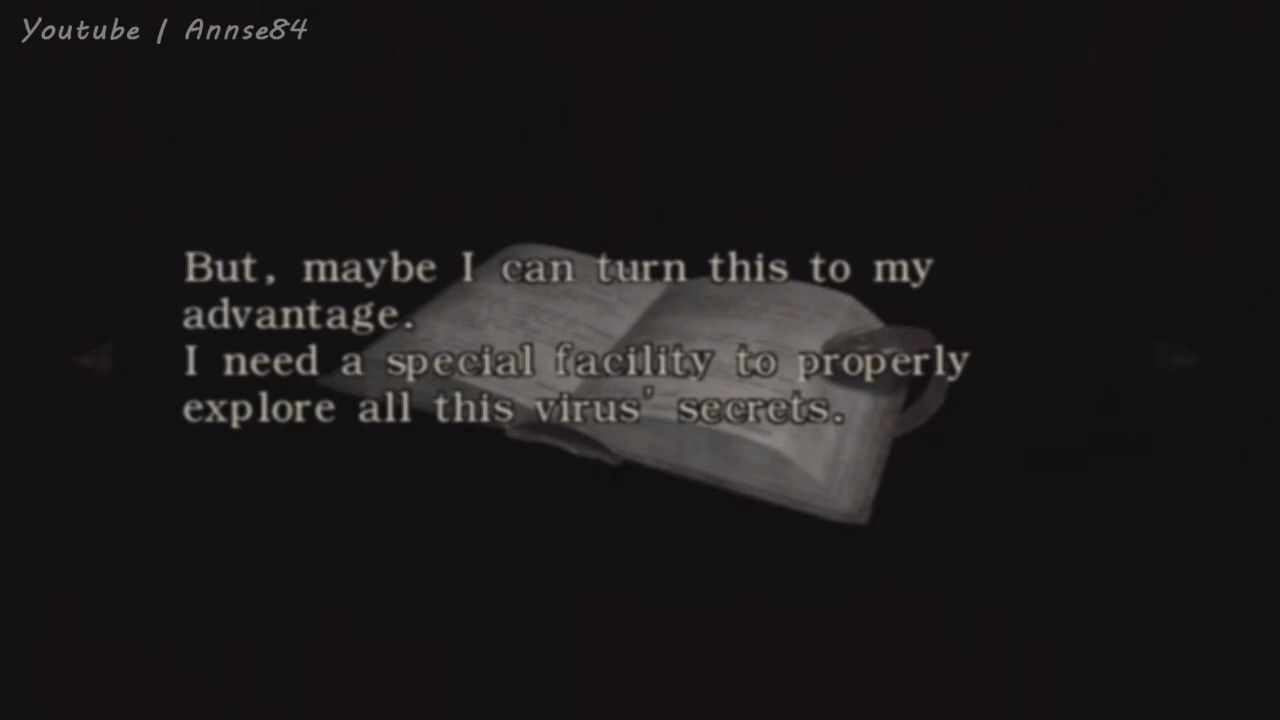 Youtube | Annse84
But, maybe I can turn this to my
advantage.
I need a special facility to properly
explore all this virus' secrets.